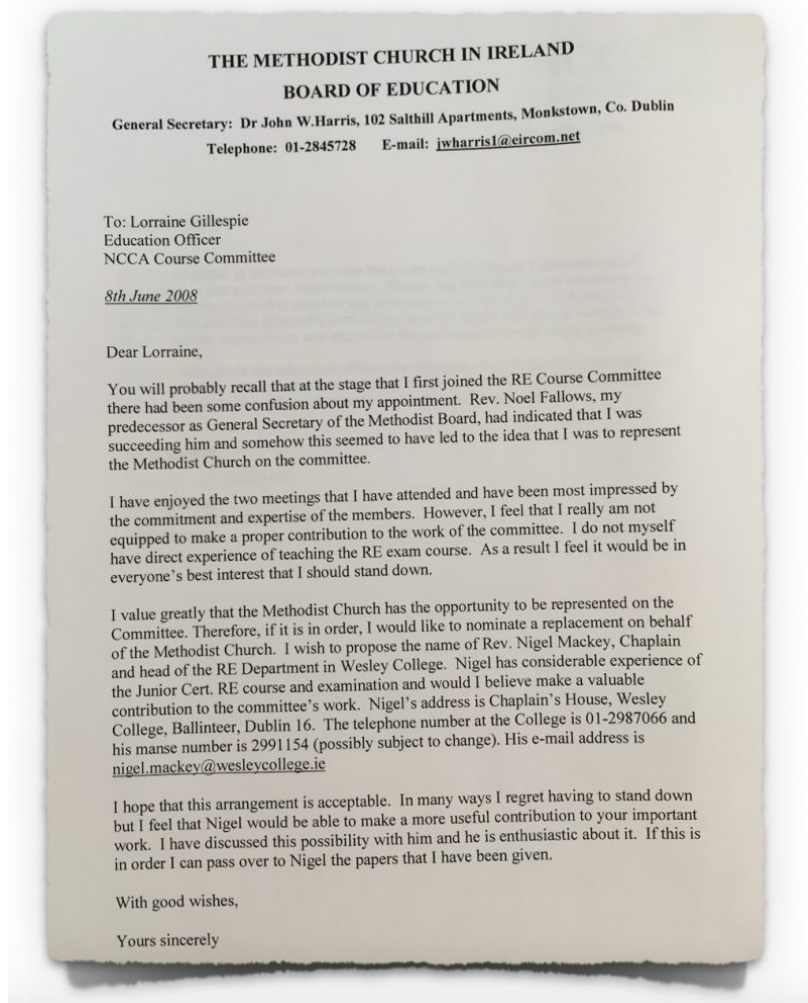 THE METHODIST CHURCH IN IRELAND
BOARD OF EDUCATION
General Secretary: Dr John W.Harris, 102 Salthill Apartments, Monkstown, Co. Dublin
Telephone: 01-2845728 E-mail: jwharris1@eircom.net
To: Lorraine Gillespie
Education Officer
NCCA Course Committee
8th June 2008
Dear Lorraine,
You will probably recall that at the stage that I first joined the RE Course Committee
there had been some confusion about my appointment. Rev. Noel Fallows, my
predecessor as General Secretary of the Methodist Board, had indicated that I was
succeeding him and somehow this seemed to have led to the idea that I was to represent
the Methodist Church on the committee.
I have enjoyed the two meetings that I have attended and have been most impressed by
the commitment and expertise of the members. However, I feel that I really am not
equipped to make a proper contribution to the work of the committee. I do not myself
have direct experience of teaching the RE exam course. As a result I feel it would be in
everyone's best interest that I should stand down.
I value greatly that the Methodist Church has the opportunity to be represented on the
Committee. Therefore, if it is in order, I would like to nominate a replacement on behalf
of the Methodist Church. I wish to propose the name of Rev. Nigel Mackey, Chaplain
and head of the RE Department in Wesley College. Nigel has considerable experience of
the Junior Cert. RE course and examination and would I believe make a valuable
contribution to the committee's work. Nigel's address is Chaplain's House, Wesley
College, Ballinteer, Dublin 16. The telephone number at the College is 01-2987066 and
his manse number is 2991154 (possibly subject to change). His e-mail address is
nigel.mackey@wesleycollege.ie
I hope that this arrangement is acceptable. In many ways I regret having to stand down
but I feel that Nigel would be able to make a more useful contribution to your important
work. I have discussed this possibility with him and he is enthusiastic about it. If this is
in order I can pass over to Nigel the papers that I have been given.
With good wishes,
Yours sincerely